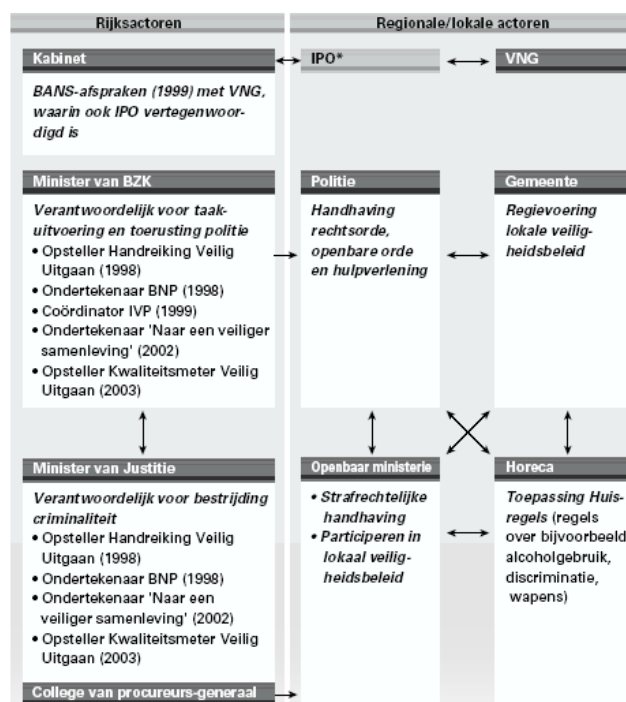 Rijksactoren
Regionale/lokale actoren
Kabinet
BANS-afspraken (1999) met VNG,
waarin ook IPO vertegenwoor-
digd is
IPO*
VNG
Minister van BZK
Verantwoordelijk voor taak-
uitvoering en toerusting politie
• Opsteller Handreiking Veilig
Uitgaan (1998)
• Ondertekenaar BNP (1998)
• Coördinator IVP (1999)
• Ondertekenaar 'Naar een veiliger
samenleving' (2002)
• Opsteller Kwaliteitsmeter Veilig
Uitgaan (2003)
Politie
Handhaving
rechtsorde,
openbare orde
en hulpverlening
Gemeente
Regievoering
lokale veilig-
heidsbeleid
Minister van Justitie
Verantwoordelijk voor bestrijding
criminaliteit
• Opsteller Handreiking Veilig
Uitgaan (1998)
• Ondertekenaar BNP (1998)
• Ondertekenaar 'Naar een
veiliger samenleving' (2002)
• Opsteller Kwaliteitsmeter Veilig
Uitgaan (2003)
College van procureurs-generaal
Openbaar ministerie
• Strafrechtelijke
handhaving
• Participeren in
lokaal veilig-
heidsbeleid
Horeca
Toepassing Huis-
regels (regels
over bijvoorbeeld
alcoholgebruik,
discriminatie,
wapens)